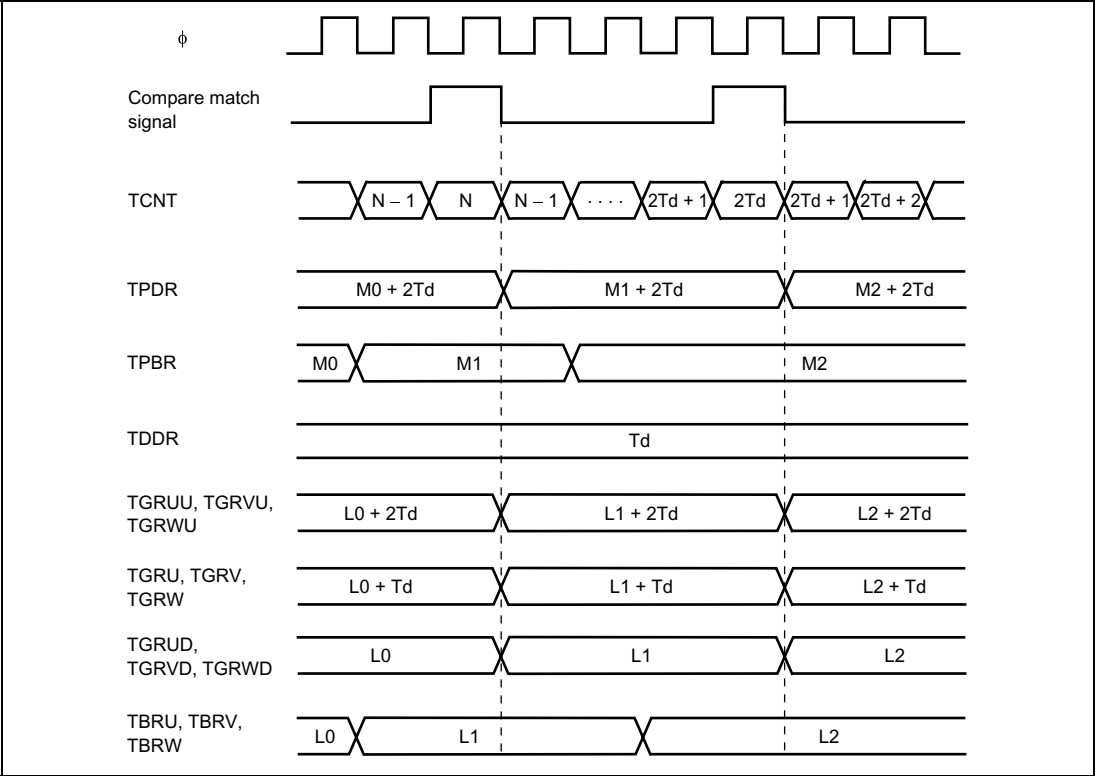 ϕ
Compare match
signal
TCNT N − 1 N N − 1 ···· 2Td + 1 2Td 2Td + 1 2Td + 2
TPDR M0 + 2Td M1 + 2Td M2 + 2Td
TPBR M0 M1 M2
TDDR Td
TGRUU, TGRVU,
TGRWU
L0 + 2Td L1 + 2Td L2 + 2Td
TGRU, TGRV,
TGRW
L0 + Td L1 + Td L2 + Td
TGRUD,
TGRVD, TGRWD
L0 L1 L2
TBRU, TBRV,
TBRW
L0 L1 L2